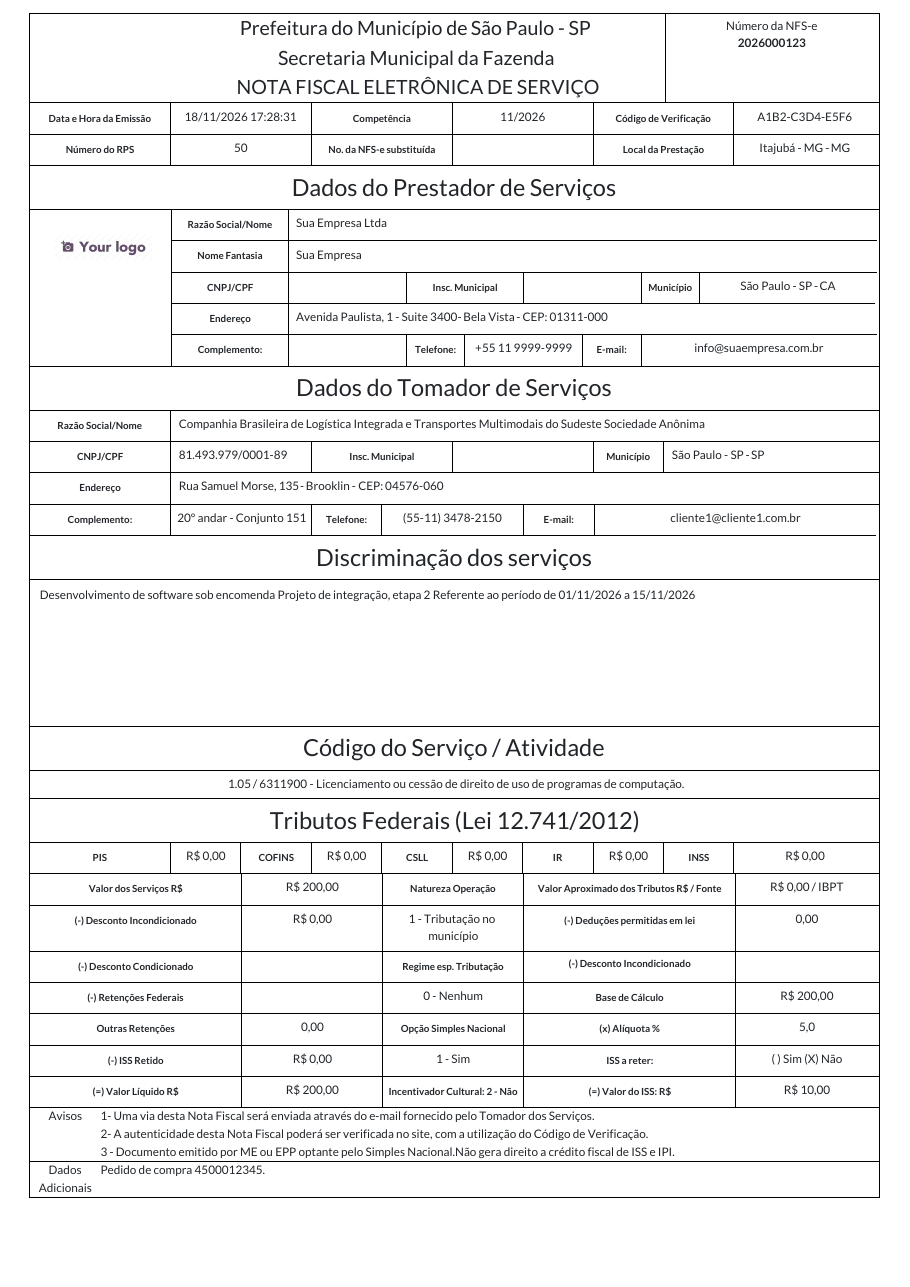 Prefeitura do Município de São Paulo - SP
Secretaria Municipal da Fazenda
NOTA FISCAL ELETRÔNICA DE SERVIÇO
Número da NFS-e
2026000123
Data e Hora da Emissão 18/11/2026 17:28:31 Competência 11/2026 Código de Verificação A1B2-C3D4-E5F6
Número do RPS 50 No. da NFS-e substituída Local da Prestação Itajubá - MG - MG
Dados do Prestador de Serviços
Your logo
Razão Social/Nome Sua Empresa Ltda
Nome Fantasia Sua Empresa
CNPJ/CPF Insc. Municipal Município São Paulo - SP - CA
Endereço Avenida Paulista, 1 - Suite 3400- Bela Vista - CEP: 01311-000
Complemento: Telefone: +55 11 9999-9999 E-mail: info@suaempresa.com.br
Dados do Tomador de Serviços
Razão Social/Nome Companhia Brasileira de Logística Integrada e Transportes Multimodais do Sudeste Sociedade Anônima
CNPJ/CPF 81.493.979/0001-89 Insc. Municipal Município São Paulo - SP - SP
Endereço Rua Samuel Morse, 135 - Brooklin - CEP: 04576-060
Complemento: 20º andar - Conjunto 151 Telefone: (55-11) 3478-2150 E-mail: cliente1@cliente1.com.br
Discriminação dos serviços
Desenvolvimento de software sob encomenda Projeto de integração, etapa 2 Referente ao período de 01/11/2026 a 15/11/2026
Código do Serviço / Atividade
1.05 / 6311900 - Licenciamento ou cessão de direito de uso de programas de computação.
Tributos Federais (Lei 12.741/2012)
PIS R$ 0,00 COFINS R$ 0,00 CSLL R$ 0,00 IR R$ 0,00 INSS R$ 0,00
Valor dos Serviços R$ R$ 200,00 Natureza Operação Valor Aproximado dos Tributos R$ / Fonte R$ 0,00 / IBPT
(-) Desconto Incondicionado R$ 0,00 1 - Tributação no município (-) Deduções permitidas em lei 0,00
(-) Desconto Condicionado Regime esp. Tributação (-) Desconto Incondicionado
(-) Retenções Federais 0 - Nenhum Base de Cálculo R$ 200,00
Outras Retenções 0,00 Opção Simples Nacional (x) Alíquota % 5,0
(-) ISS Retido R$ 0,00 1 - Sim ISS a reter: ( ) Sim (X) Não
(=) Valor Líquido R$ R$ 200,00 Incentivador Cultural: 2 - Não (=) Valor do ISS: R$ R$ 10,00
Avisos 1- Uma via desta Nota Fiscal será enviada através do e-mail fornecido pelo Tomador dos Serviços.
2- A autenticidade desta Nota Fiscal poderá ser verificada no site, com a utilização do Código de Verificação.
3 - Documento emitido por ME ou EPP optante pelo Simples Nacional.Não gera direito a crédito fiscal de ISS e IPI.
Dados Adicionais Pedido de compra 4500012345.